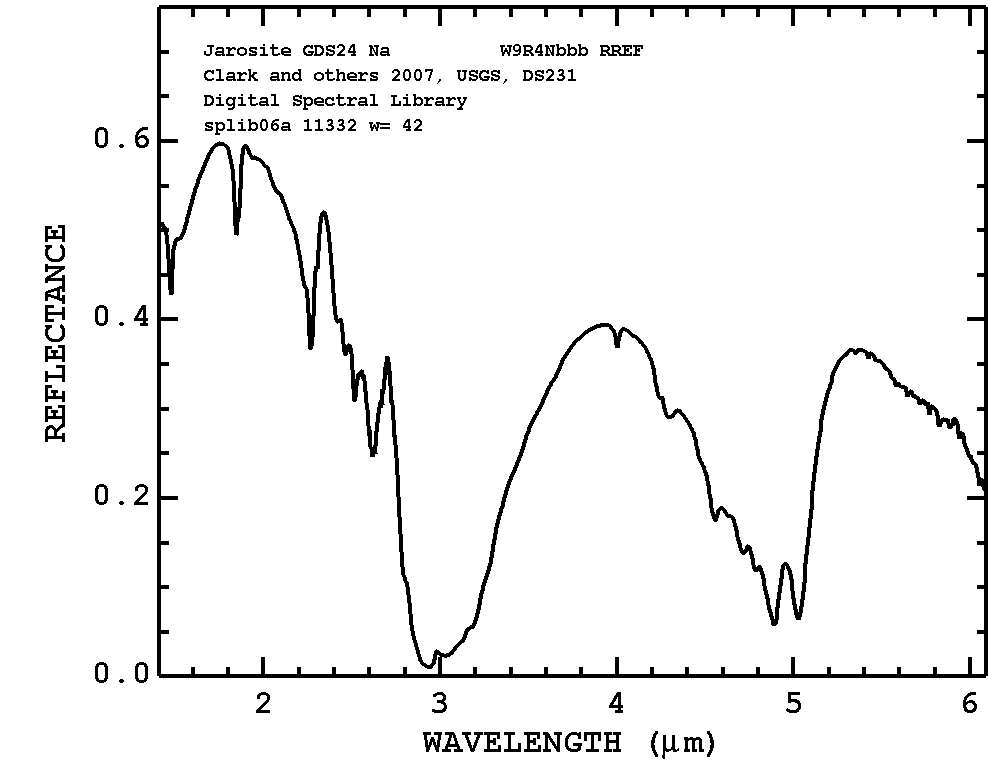 Jarosite GDS24 Na W9R4Nbbb RREF
Clark and others 2007, USGS, DS231
Digital Spectral Library
splib06a 11332 w= 42
0.6
0.4
0.2
0.0
REFLECTANCE
2 3 4 5 6
WAVELENGTH (μm)